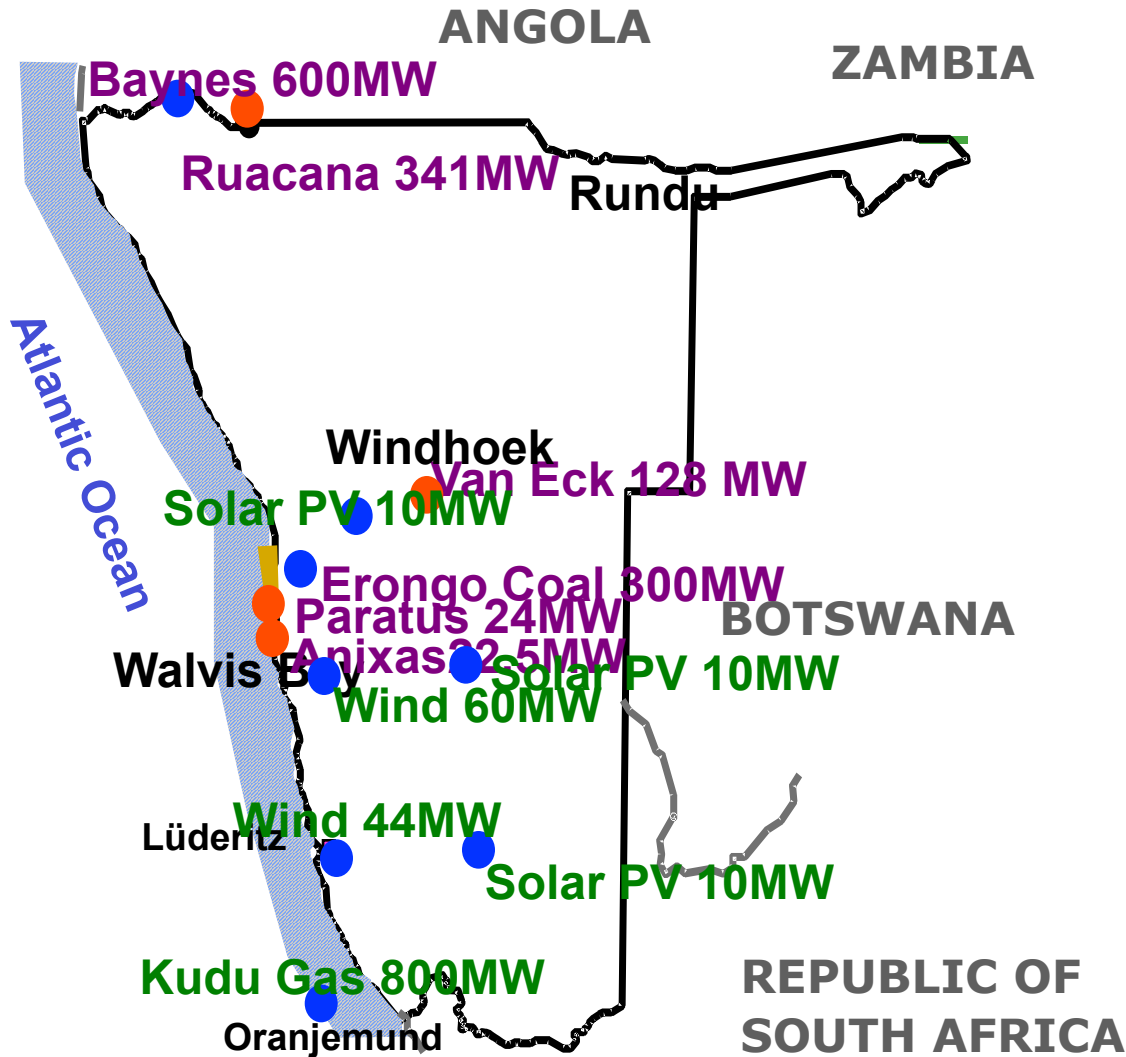 ANGOLA
ZAMBIA
Baynes 600MW
Ruacana 341MW
Rundu
Atlantic Ocean
Windhoek
Van Eck 128 MW
Solar PV 10MW
Erongo Coal 300MW
Paratus 24MW
BOTSWANA
Anixas22.5MW
Walvis Bay
Solar PV 10MW
Wind 60MW
Wind 44MW
Lüderitz
Solar PV 10MW
Kudu Gas 800MW
Oranjemund
REPUBLIC OF
SOUTH AFRICA